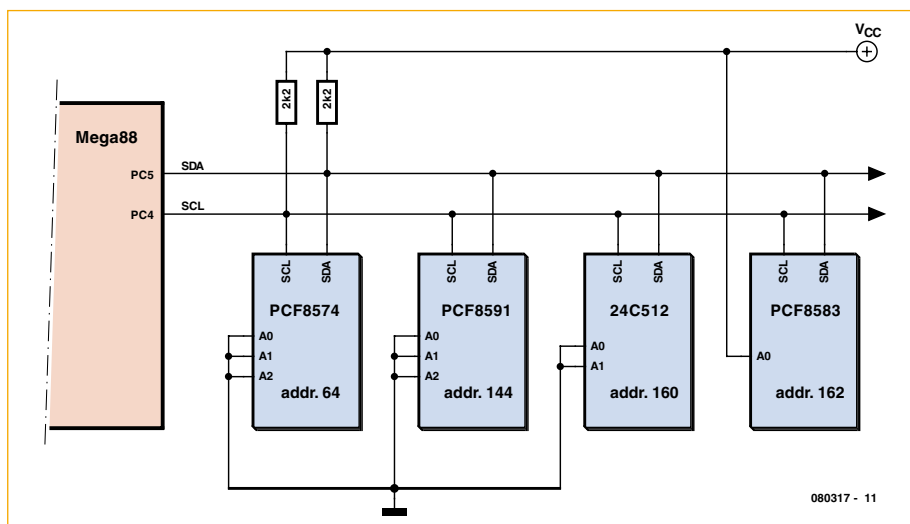 VCC
2k2
2k2
Mega88
PC5
SDA
PC4
SCL
SCL
SDA
SCL
SDA
SCL
SDA
SCL
SDA
PCF8574
PCF8591
24C512
PCF8583
A0
A1
A2
A0
A1
A2
A0
A1
A0
addr. 64
addr. 144
addr. 160
addr. 162
080317 - 11